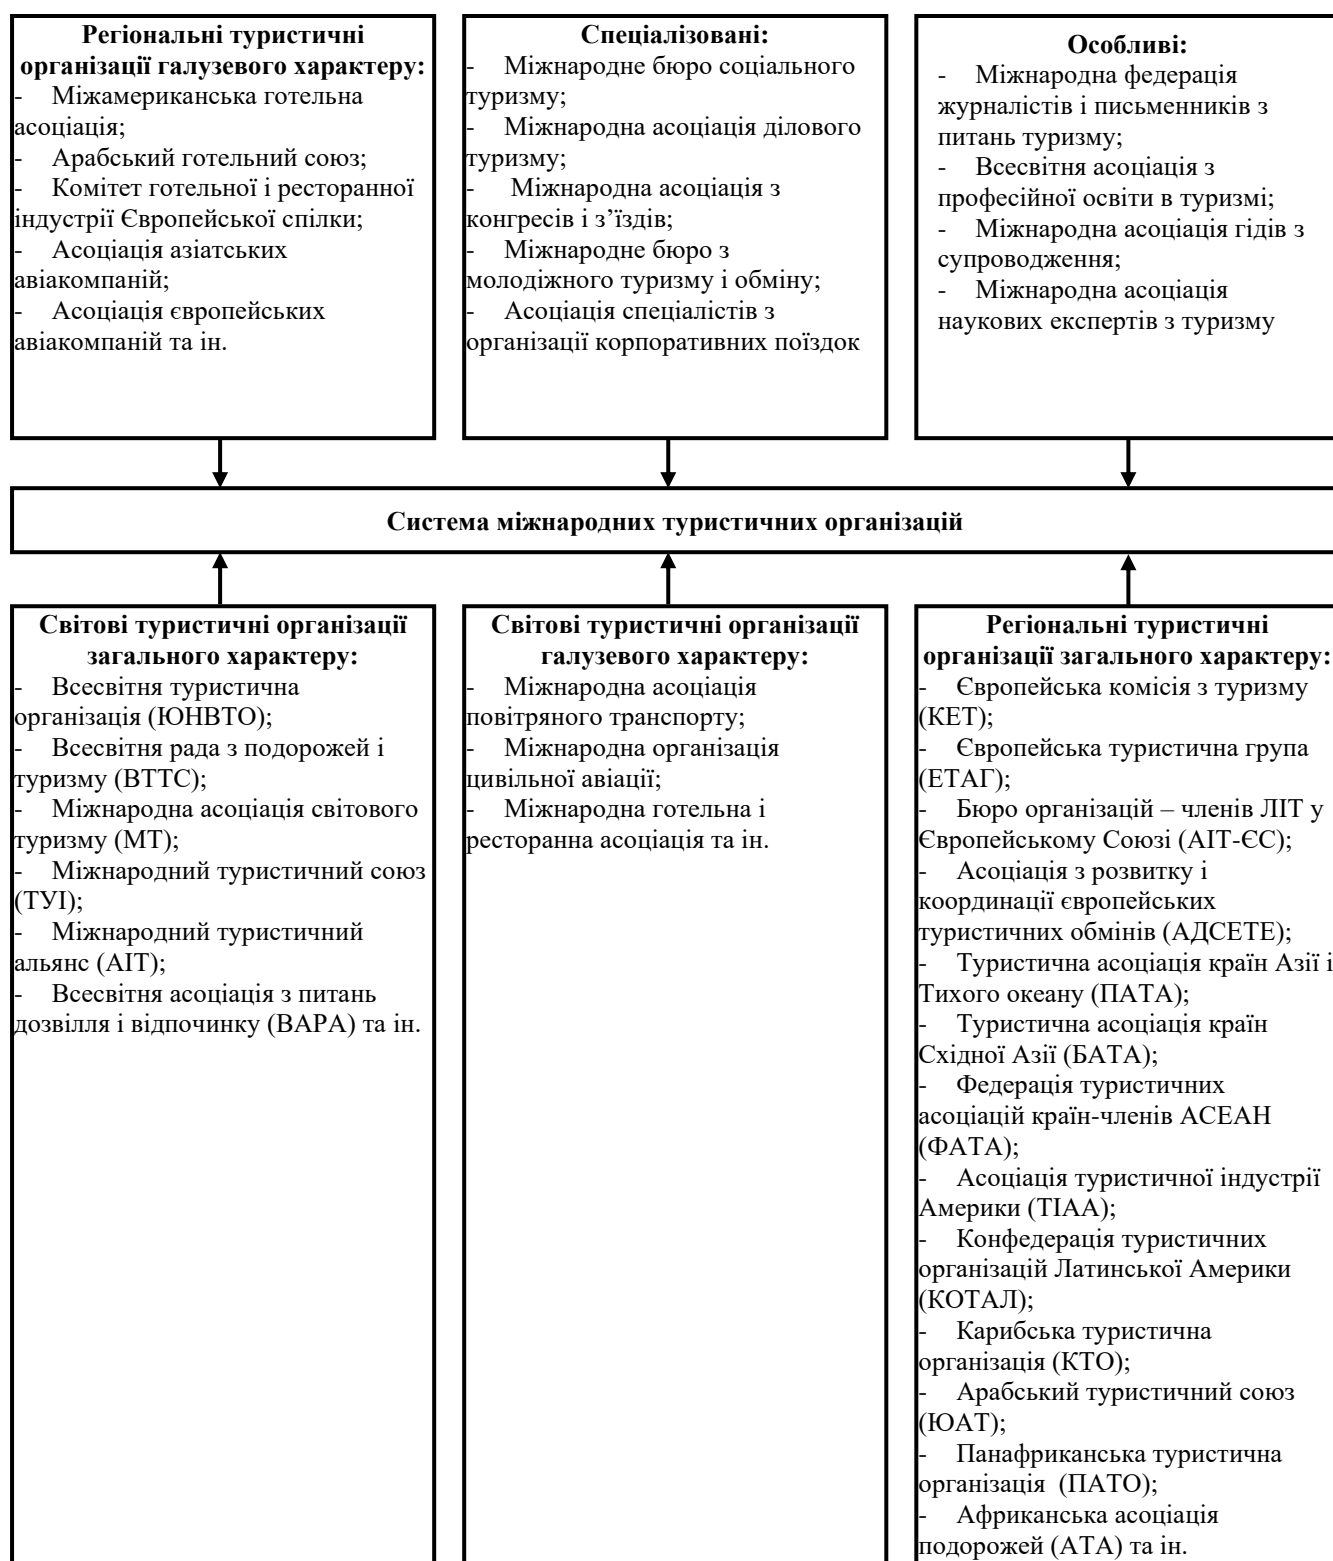 Регіональні туристичні
організації галузевого характеру:
- Міжамериканська готельна
асоціація;
- Арабський готельний союз;
- Комітет готельної і ресторанної
індустрії Європейської спілки;
- Асоціація азіатських
авіакомпаній;
- Асоціація європейських
авіакомпаній та ін.
Спеціалізовані:
- Міжнародне бюро соціального
туризму;
- Міжнародна асоціація ділового
туризму;
- Міжнародна асоціація з
конгресів і з’їздів;
- Міжнародне бюро з
молодіжного туризму і обміну;
- Асоціація спеціалістів з
організації корпоративних поїздок
Особливі:
- Міжнародна федерація
журналістів і письменників з
питань туризму;
- Всесвітня асоціація з
професійної освіти в туризмі;
- Міжнародна асоціація гідів з
супроводження;
- Міжнародна асоціація
наукових експертів з туризму
Система міжнародних туристичних організацій
Світові туристичні організації
загального характеру:
- Всесвітня туристична
організація (ЮНВТО);
- Всесвітня рада з подорожей і
туризму (ВТТС);
- Міжнародна асоціація світового
туризму (МТ);
- Міжнародний туристичний союз
(ТУІ);
- Міжнародний туристичний
альянс (АІТ);
- Всесвітня асоціація з питань
дозвілля і відпочинку (ВАРА) та ін.
Світові туристичні організації
галузевого характеру:
- Міжнародна асоціація
повітряного транспорту;
- Міжнародна організація
цивільної авіації;
- Міжнародна готельна і
ресторанна асоціація та ін.
Регіональні туристичні
організації загального характеру:
- Європейська комісія з туризму
(КЕТ);
- Європейська туристична група
(ЕТАГ);
- Бюро організацій – членів ЛІТ у
Європейському Союзі (АІТ-ЄС);
- Асоціація з розвитку і
координації європейських
туристичних обмінів (АДСЕТЕ);
- Туристична асоціація країн Азії і
Тихого океану (ПАТА);
- Туристична асоціація країн
Східної Азії (БАТА);
- Федерація туристичних
асоціацій країн-членів АСЕАН
(ФАТА);
- Асоціація туристичної індустрії
Америки (ТІАА);
- Конфедерація туристичних
організацій Латинської Америки
(КОТАЛ);
- Карибська туристична
організація (КТО);
- Арабський туристичний союз
(ЮАТ);
- Панафриканська туристична
організація (ПАТО);
- Африканська асоціація
подорожей (АТА) та ін.